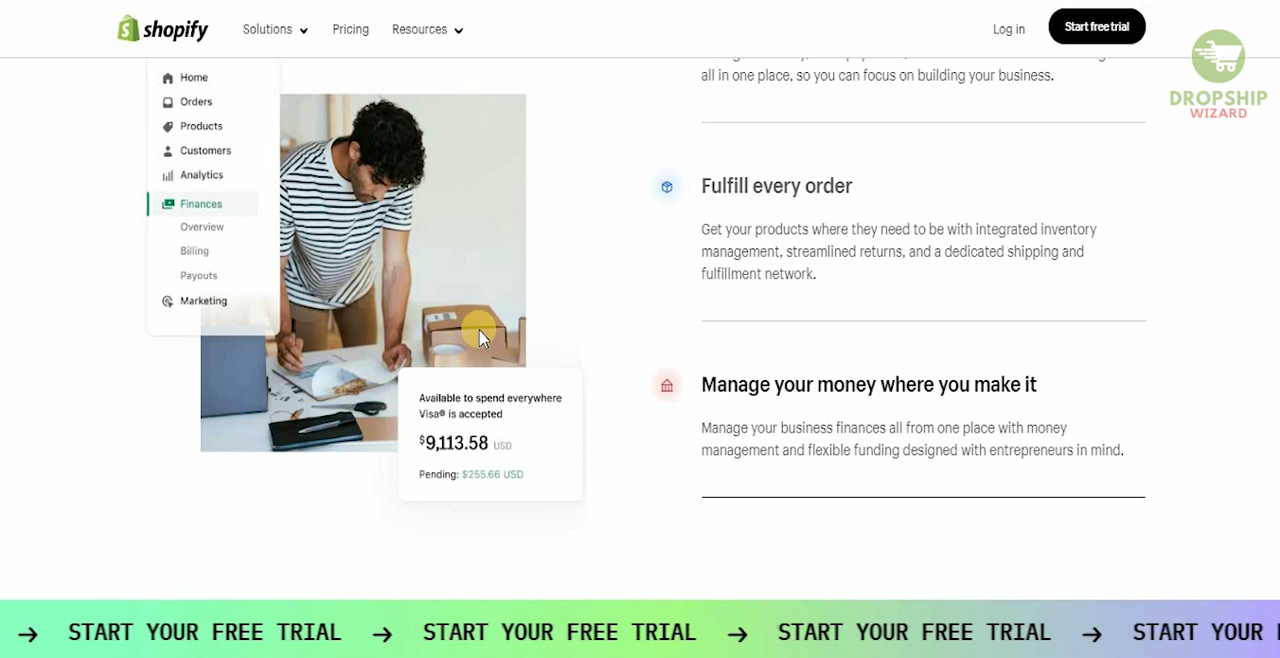 shopify
Solutions
Pricing
Resources
Log in
Start free trial
DROPSHIP
WIZARD
Home
Orders
Products
Customers
Analytics
Finances
Overview
Billing
Payouts
Marketing
Available to spend everywhere
Visa® is accepted
$9,113.58 USD
Pending: $255.66 USD
all in one place, so you can focus on building your business.
Fulfill every order
Get your products where they need to be with integrated inventory
management, streamlined returns, and a dedicated shipping and
fulfillment network.
Manage your money where you make it
Manage your business finances all from one place with money
management and flexible funding designed with entrepreneurs in mind.
→ START YOUR FREE TRIAL → START YOUR FREE TRIAL → START YOUR FREE TRIAL → START YOUR